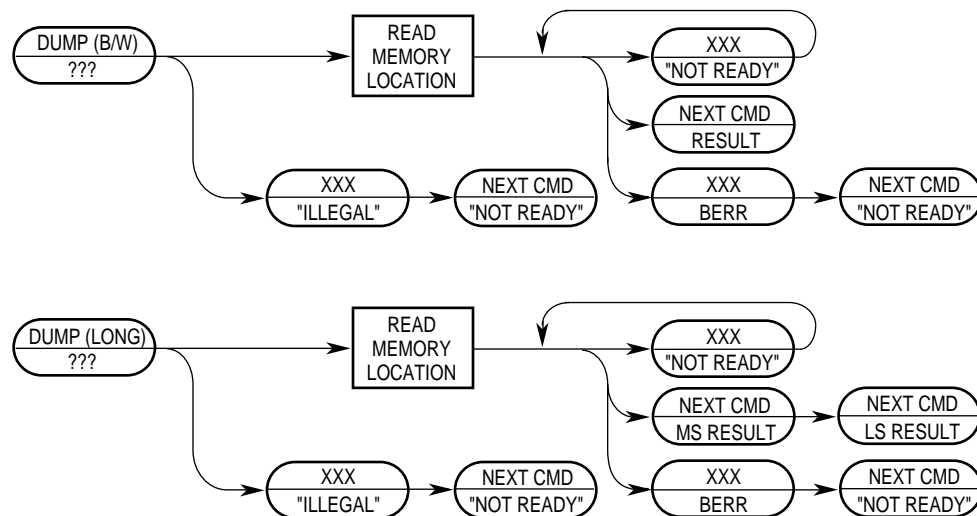 DUMP (B/W)
???
READ
MEMORY
LOCATION
XXX
"NOT READY"
NEXT CMD
RESULT
XXX
"ILLEGAL"
NEXT CMD
"NOT READY"
XXX
BERR
NEXT CMD
"NOT READY"
DUMP (LONG)
???
READ
MEMORY
LOCATION
XXX
"NOT READY"
NEXT CMD
MS RESULT
NEXT CMD
LS RESULT
XXX
"ILLEGAL"
NEXT CMD
"NOT READY"
XXX
BERR
NEXT CMD
"NOT READY"